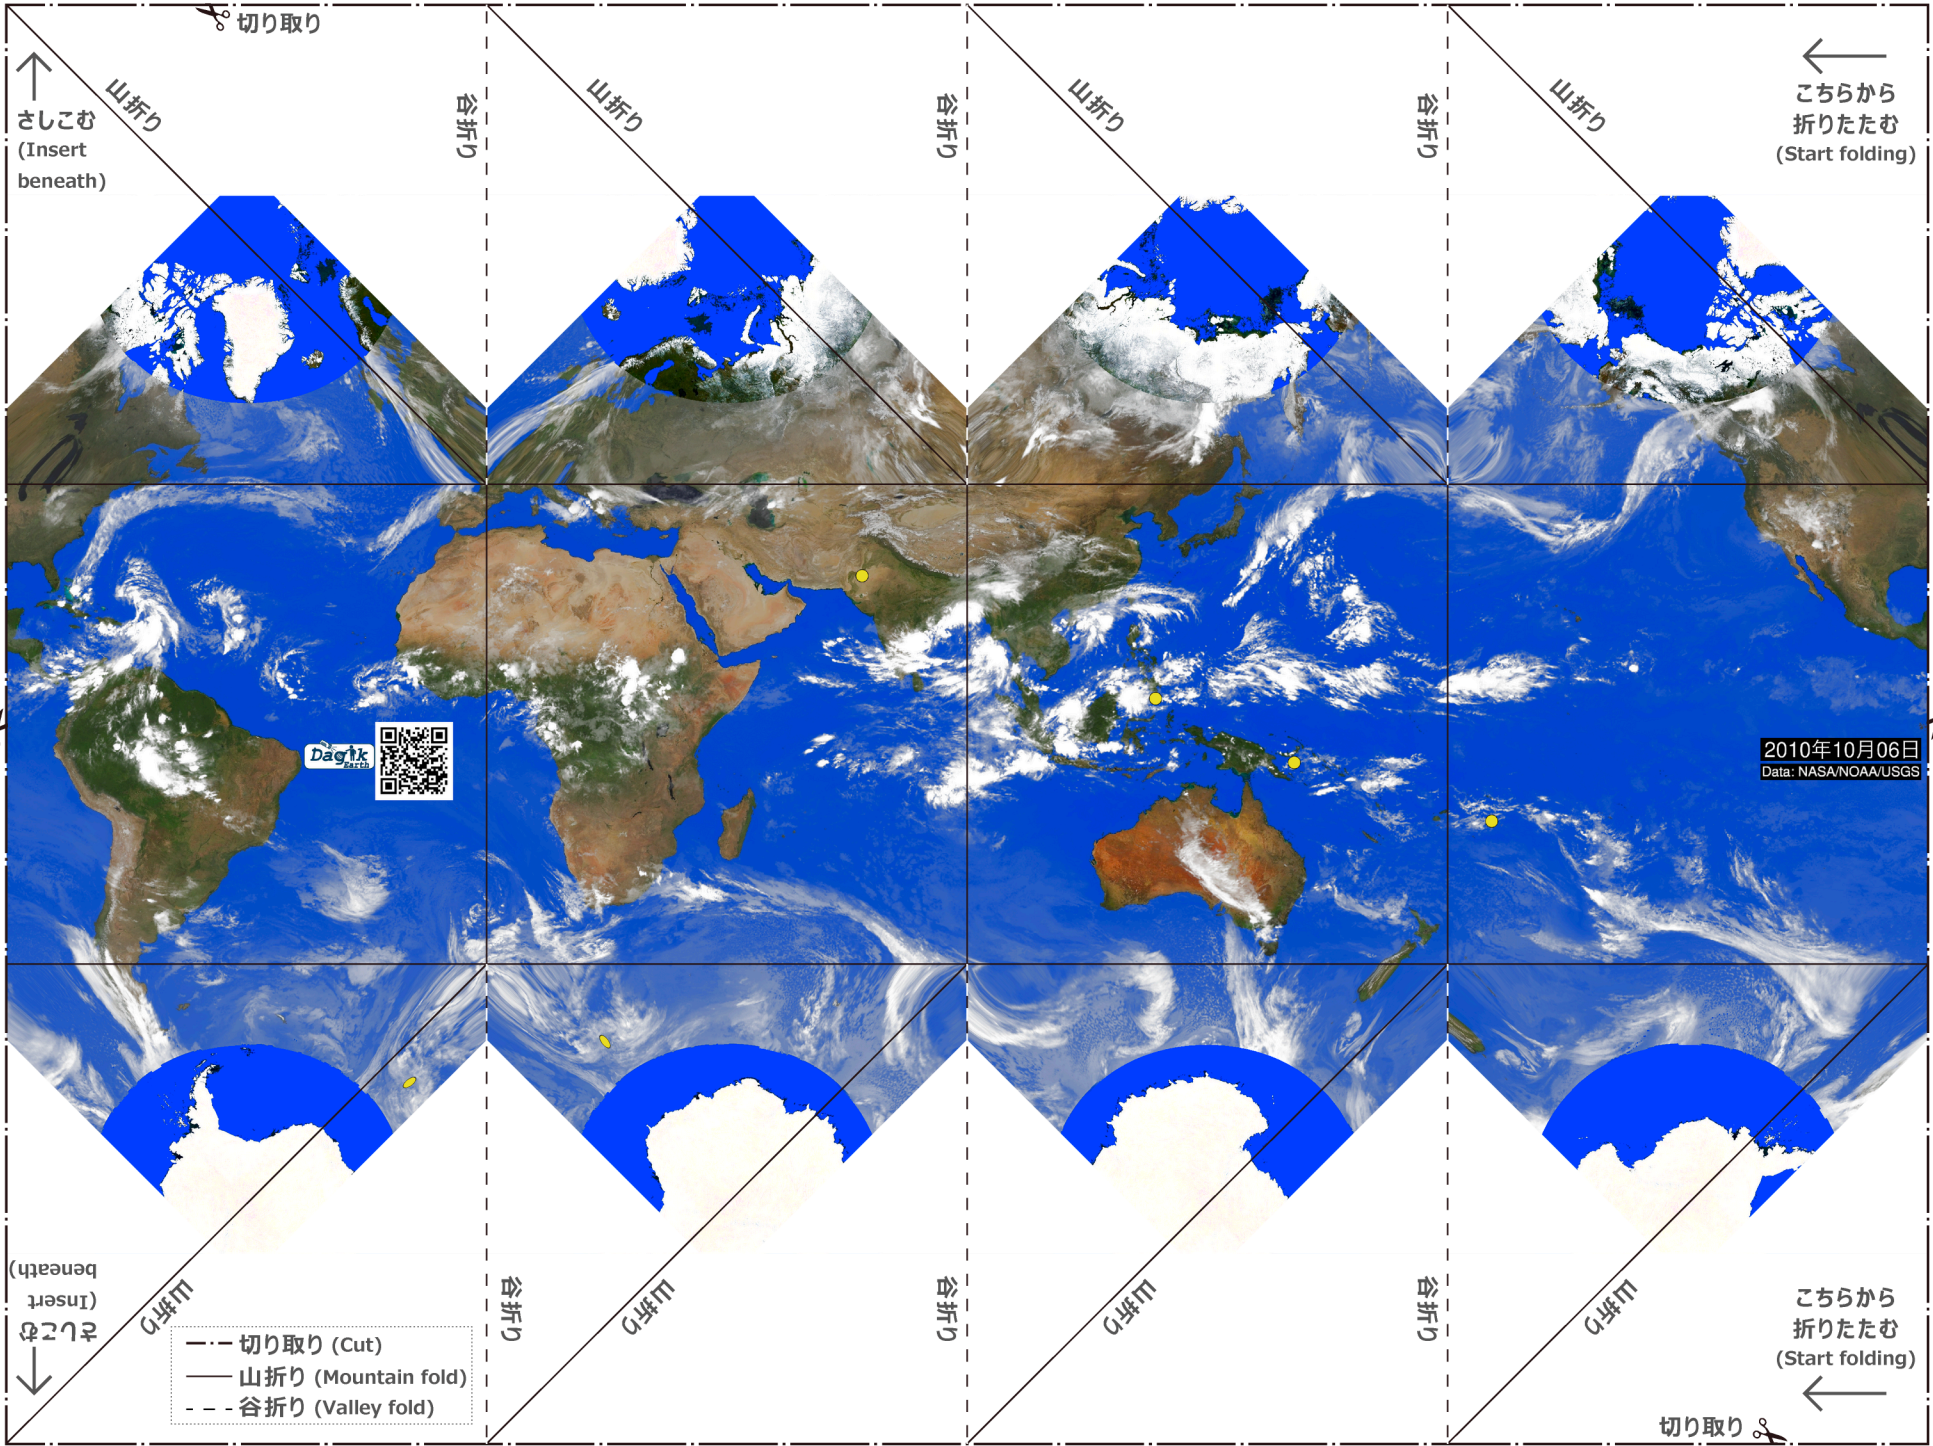 切り取り
さしこむ
(Insert
beneath)
山折り
谷折り
山折り
谷折り
山折り
谷折り
山折り
こちらから
折りたたむ
(Start folding)
Dagik
Earth
2010年10月06日
Data: NASA/NOAA/USGS
さしこむ
(Insert
beneath)
山折り
谷折り
山折り
谷折り
山折り
谷折り
山折り
こちらから
折りたたむ
(Start folding)
切り取り (Cut)
山折り (Mountain fold)
谷折り (Valley fold)
切り取り